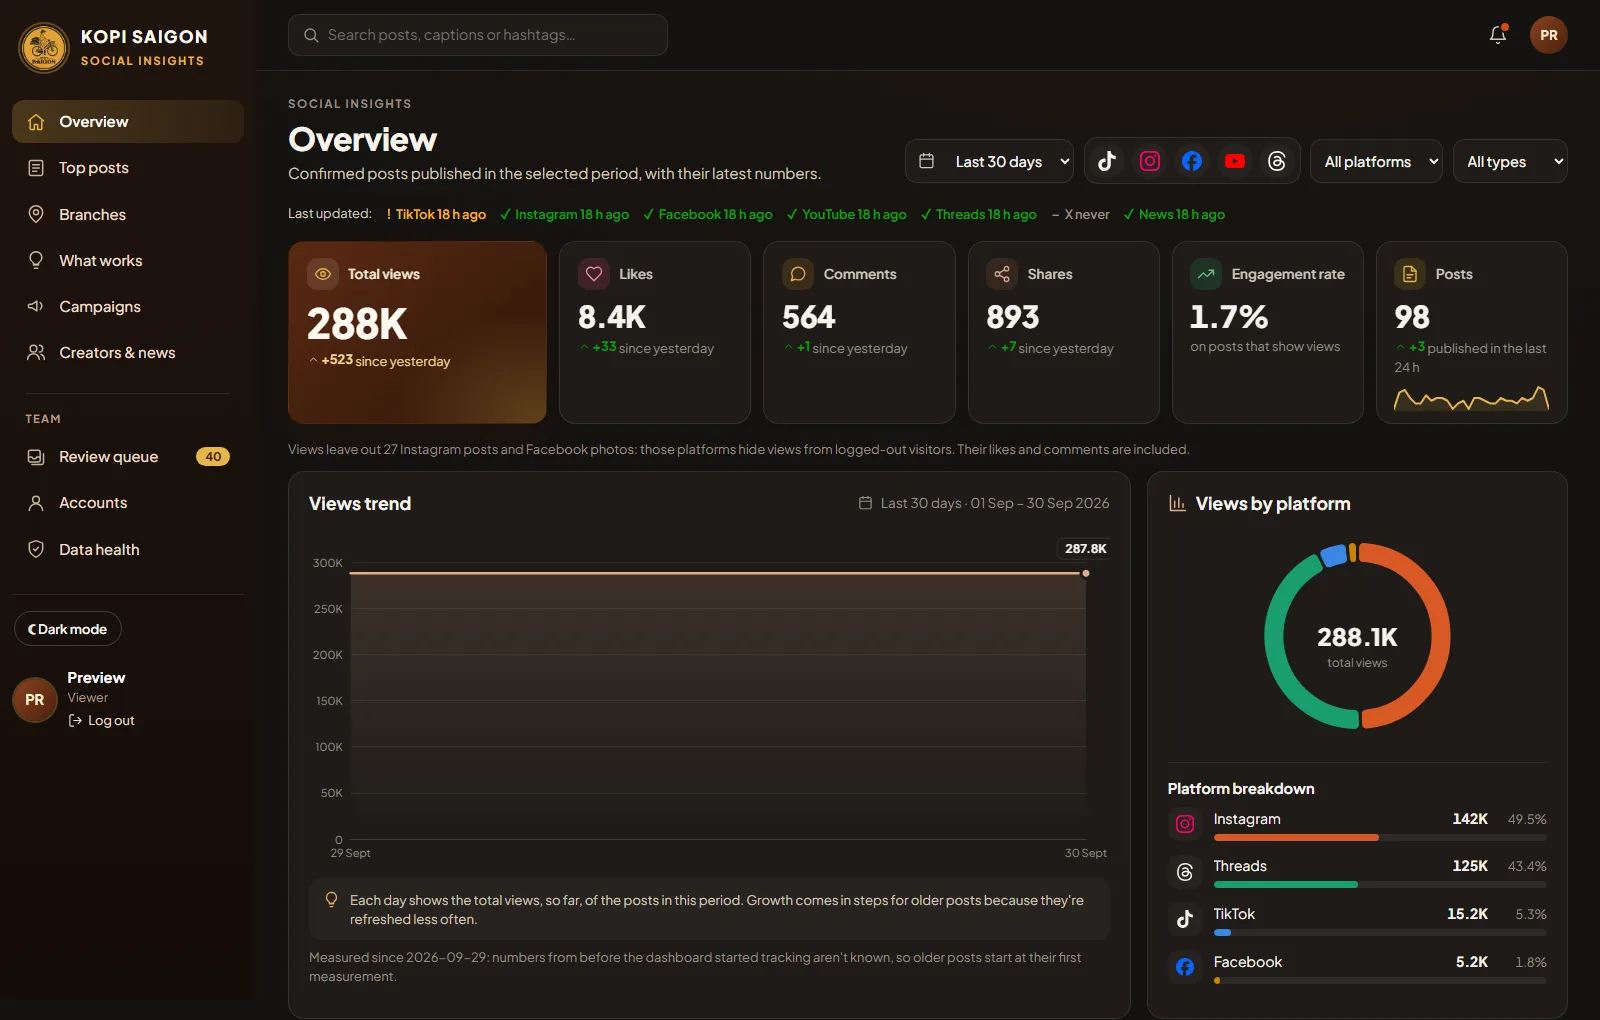 KOPI SAIGON
SOCIAL INSIGHTS
Overview
Top posts
Branches
What works
Campaigns
Creators & news
TEAM
Review queue 40
Accounts
Data health
Dark mode
PR
Preview
Viewer
Log out
Search posts, captions or hashtags...
PR
SOCIAL INSIGHTS
Overview
Confirmed posts published in the selected period, with their latest numbers.
Last 30 days
All platforms
All types
Last updated: ! TikTok 18 h ago ✓ Instagram 18 h ago ✓ Facebook 18 h ago ✓ YouTube 18 h ago ✓ Threads 18 h ago – X never ✓ News 18 h ago
Total views
288K
+523 since yesterday
Likes
8.4K
+33 since yesterday
Comments
564
+1 since yesterday
Shares
893
+7 since yesterday
Engagement rate
1.7%
on posts that show views
Posts
98
+3 published in the last
24 h
Views leave out 27 Instagram posts and Facebook photos: those platforms hide views from logged-out visitors. Their likes and comments are included.
Views trend
Last 30 days · 01 Sep – 30 Sep 2026
287.8K
300K
250K
200K
150K
100K
50K
0
29 Sept
30 Sept
Each day shows the total views, so far, of the posts in this period. Growth comes in steps for older posts because they're
refreshed less often.
Measured since 2026-09-29: numbers from before the dashboard started tracking aren't known, so older posts start at their first
measurement.
Views by platform
288.1K
total views
Platform breakdown
Instagram 142K 49.5%
Threads 125K 43.4%
TikTok 15.2K 5.3%
Facebook 5.2K 1.8%